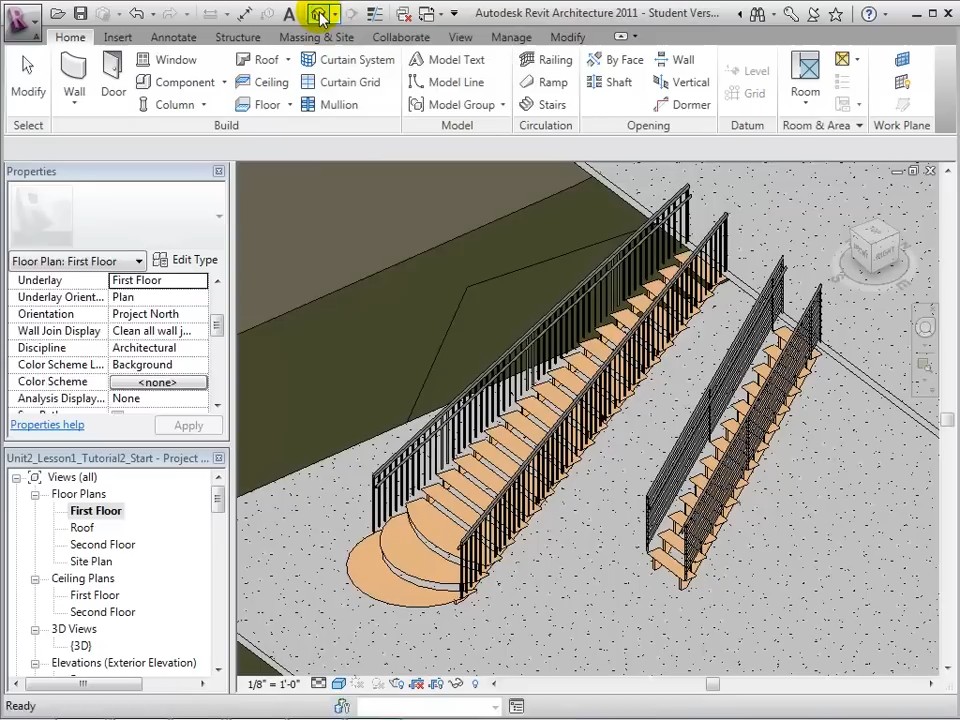 Autodesk Revit Architecture 2011 - Student Vers...
Home Insert Annotate Structure Massing & Site Collaborate View Manage Modify
Modify Wall Door Window Roof Curtain System Model Text Railing By Face Wall Level Room
Component Ceiling Curtain Grid Model Line Ramp Shaft Vertical Grid
Column Floor Mullion Model Group Stairs Dormer
Select Build Model Circulation Opening Datum Room & Area Work Plane
Properties
Floor Plan: First Floor Edit Type
Underlay First Floor
Underlay Orient... Plan
Orientation Project North
Wall Join Display Clean all wall j...
Discipline Architectural
Color Scheme L... Background
Color Scheme <none>
Analysis Display... None
Properties help Apply
Unit2_Lesson1_Tutorial2_Start - Project ...
Views (all)
Floor Plans
First Floor
Roof
Second Floor
Site Plan
Ceiling Plans
First Floor
Second Floor
3D Views
{3D}
Elevations (Exterior Elevation)
1/8" = 1'-0"
Ready